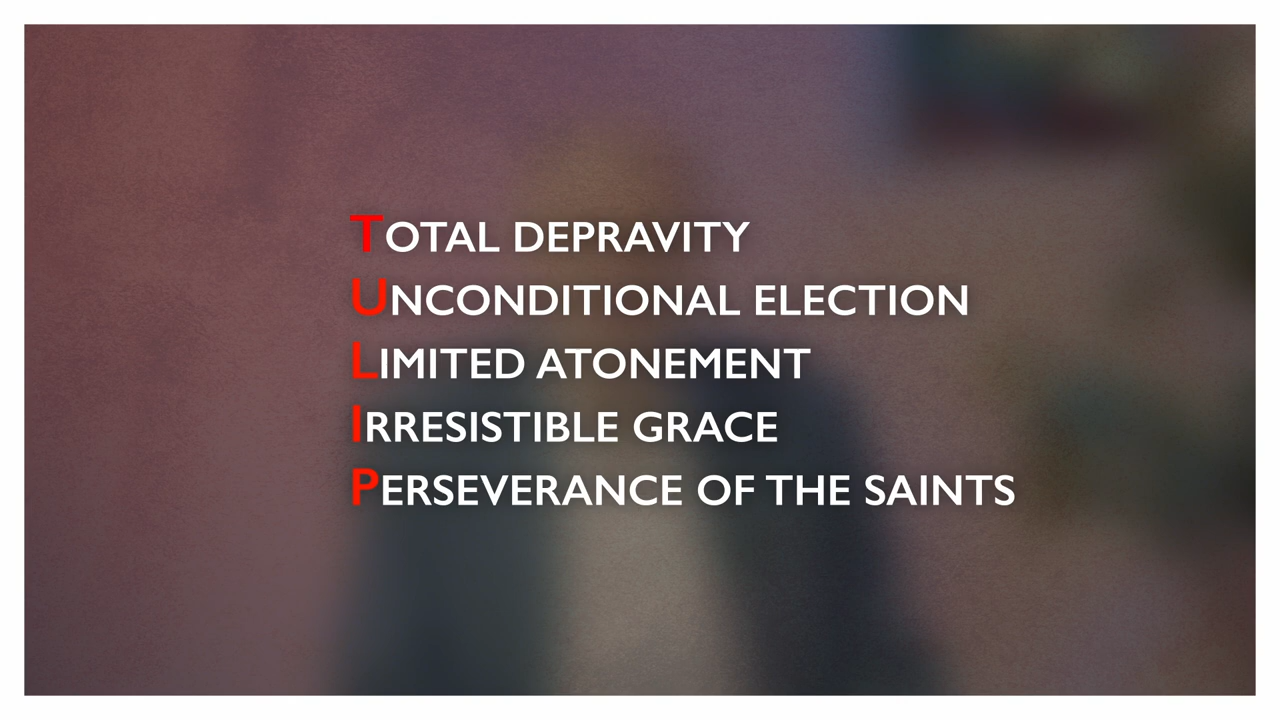 TOTAL DEPRAVITY
UNCONDITIONAL ELECTION
LIMITED ATONEMENT
IRRESISTIBLE GRACE
PERSEVERANCE OF THE SAINTS